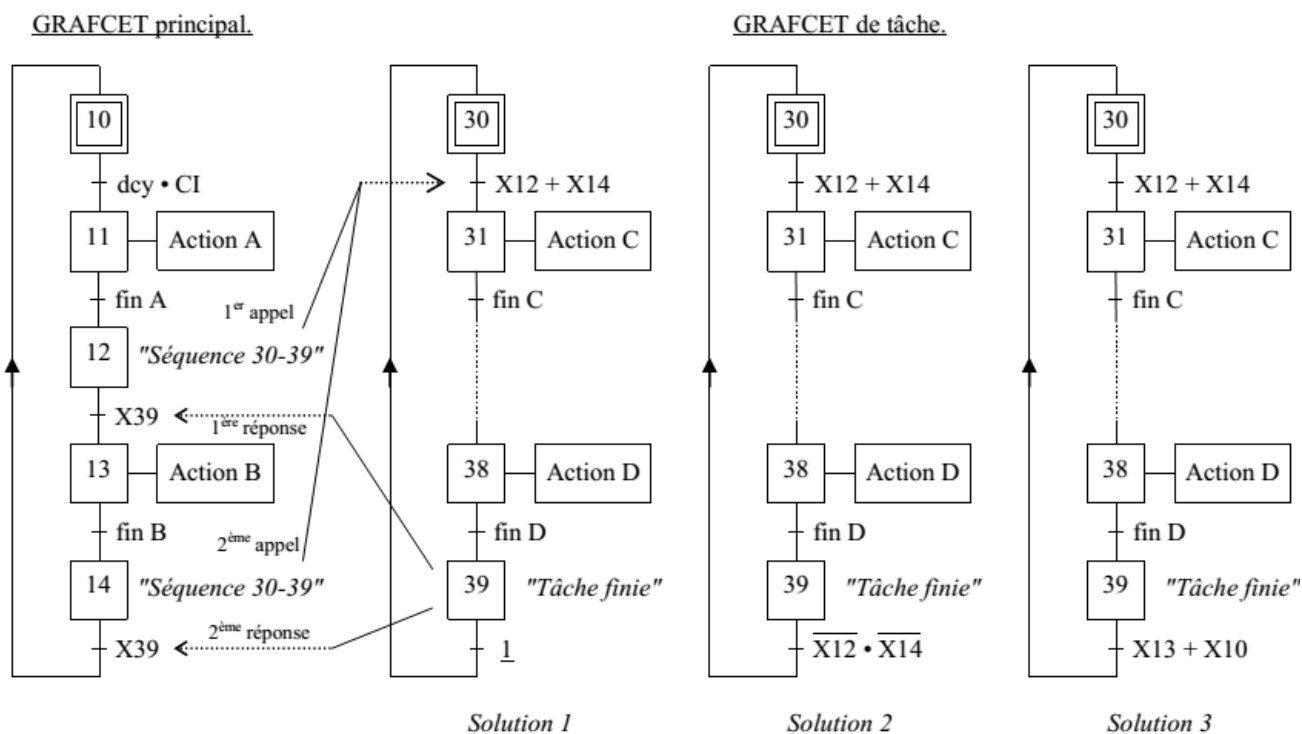 GRAFCET principal.
GRAFCET de tâche.
10
dcy • CI
11
Action A
fin A
1er appel
12
"Séquence 30-39"
X39
1ère réponse
13
Action B
fin B
2ème appel
14
"Séquence 30-39"
X39
2ème réponse
30
X12 + X14
31
Action C
fin C
38
Action D
fin D
39
"Tâche finie"
1
Solution 1
30
X12 + X14
31
Action C
fin C
38
Action D
fin D
39
"Tâche finie"
X̅1̅2̅ • X̅1̅4̅
Solution 2
30
X12 + X14
31
Action C
fin C
38
Action D
fin D
39
"Tâche finie"
X13 + X10
Solution 3